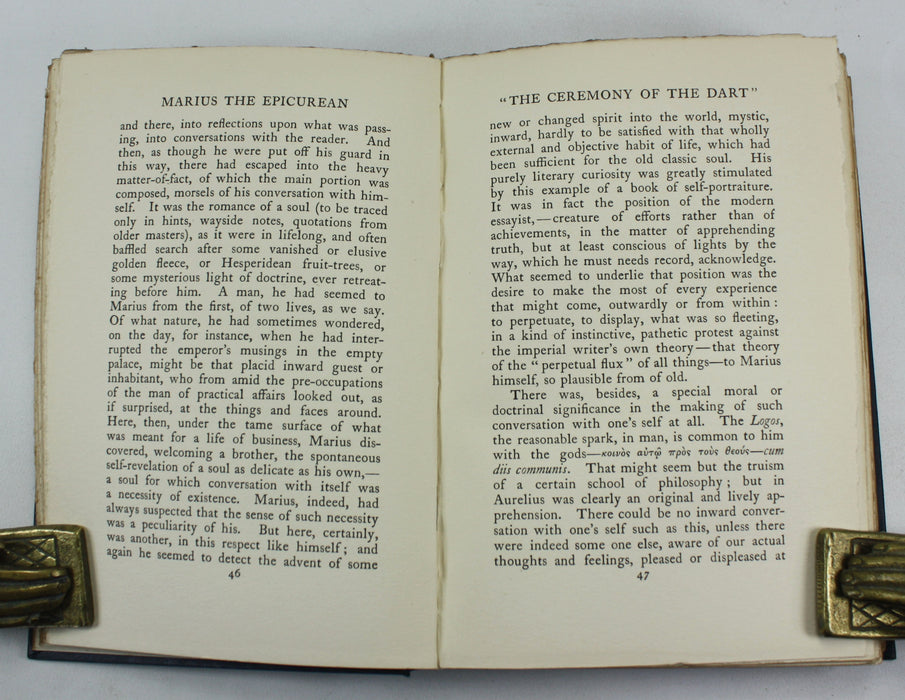 MARIUS THE EPICUREAN
and there, into reflections upon what was pass-
ing, into conversations with the reader. And
then, as though he were put off his guard in
this way, there had escaped into the heavy
matter-of-fact, of which the main portion was
composed, morsels of his conversation with him-
self. It was the romance of a soul (to be traced
only in hints, wayside notes, quotations from
older masters), as it were in lifelong, and often
baffled search after some vanished or elusive
golden fleece, or Hesperidean fruit-trees, or
some mysterious light of doctrine, ever retreat-
ing before him. A man, he had seemed to
Marius from the first, of two lives, as we say.
Of what nature, he had sometimes wondered,
on the day, for instance, when he had inter-
rupted the emperor's musings in the empty
palace, might be that placid inward guest or
inhabitant, who from amid the pre-occupations
of the man of practical affairs looked out, as
if surprised, at the things and faces around.
Here, then, under the tame surface of what
was meant for a life of business, Marius dis-
covered, welcoming a brother, the spontaneous
self-revelation of a soul as delicate as his own,—
a soul for which conversation with itself was
a necessity of existence. Marius, indeed, had
always suspected that the sense of such necessity
was a peculiarity of his. But here, certainly,
was another, in this respect like himself; and
again he seemed to detect the advent of some
46
"THE CEREMONY OF THE DART"
new or changed spirit into the world, mystic,
inward, hardly to be satisfied with that wholly
external and objective habit of life, which had
been sufficient for the old classic soul. His
purely literary curiosity was greatly stimulated
by this example of a book of self-portraiture.
It was in fact the position of the modern
essayist,—creature of efforts rather than of
achievements, in the matter of apprehending
truth, but at least conscious of lights by the
way, which he must needs record, acknowledge.
What seemed to underlie that position was the
desire to make the most of every experience
that might come, outwardly or from within:
to perpetuate, to display, what was so fleeting,
in a kind of instinctive, pathetic protest against
the imperial writer's own theory—that theory
of the "perpetual flux" of all things—to Marius
himself, so plausible from of old.
There was, besides, a special moral or
doctrinal significance in the making of such
conversation with one's self at all. The Logos,
the reasonable spark, in man, is common to him
with the gods—κοινὸς αὐτῷ πρὸς τοὺς θεούς—cum
diis communis. That might seem but the truism
of a certain school of philosophy; but in
Aurelius was clearly an original and lively ap-
prehension. There could be no inward conver-
sation with one's self such as this, unless there
were indeed some one else, aware of our actual
thoughts and feelings, pleased or displeased at
47